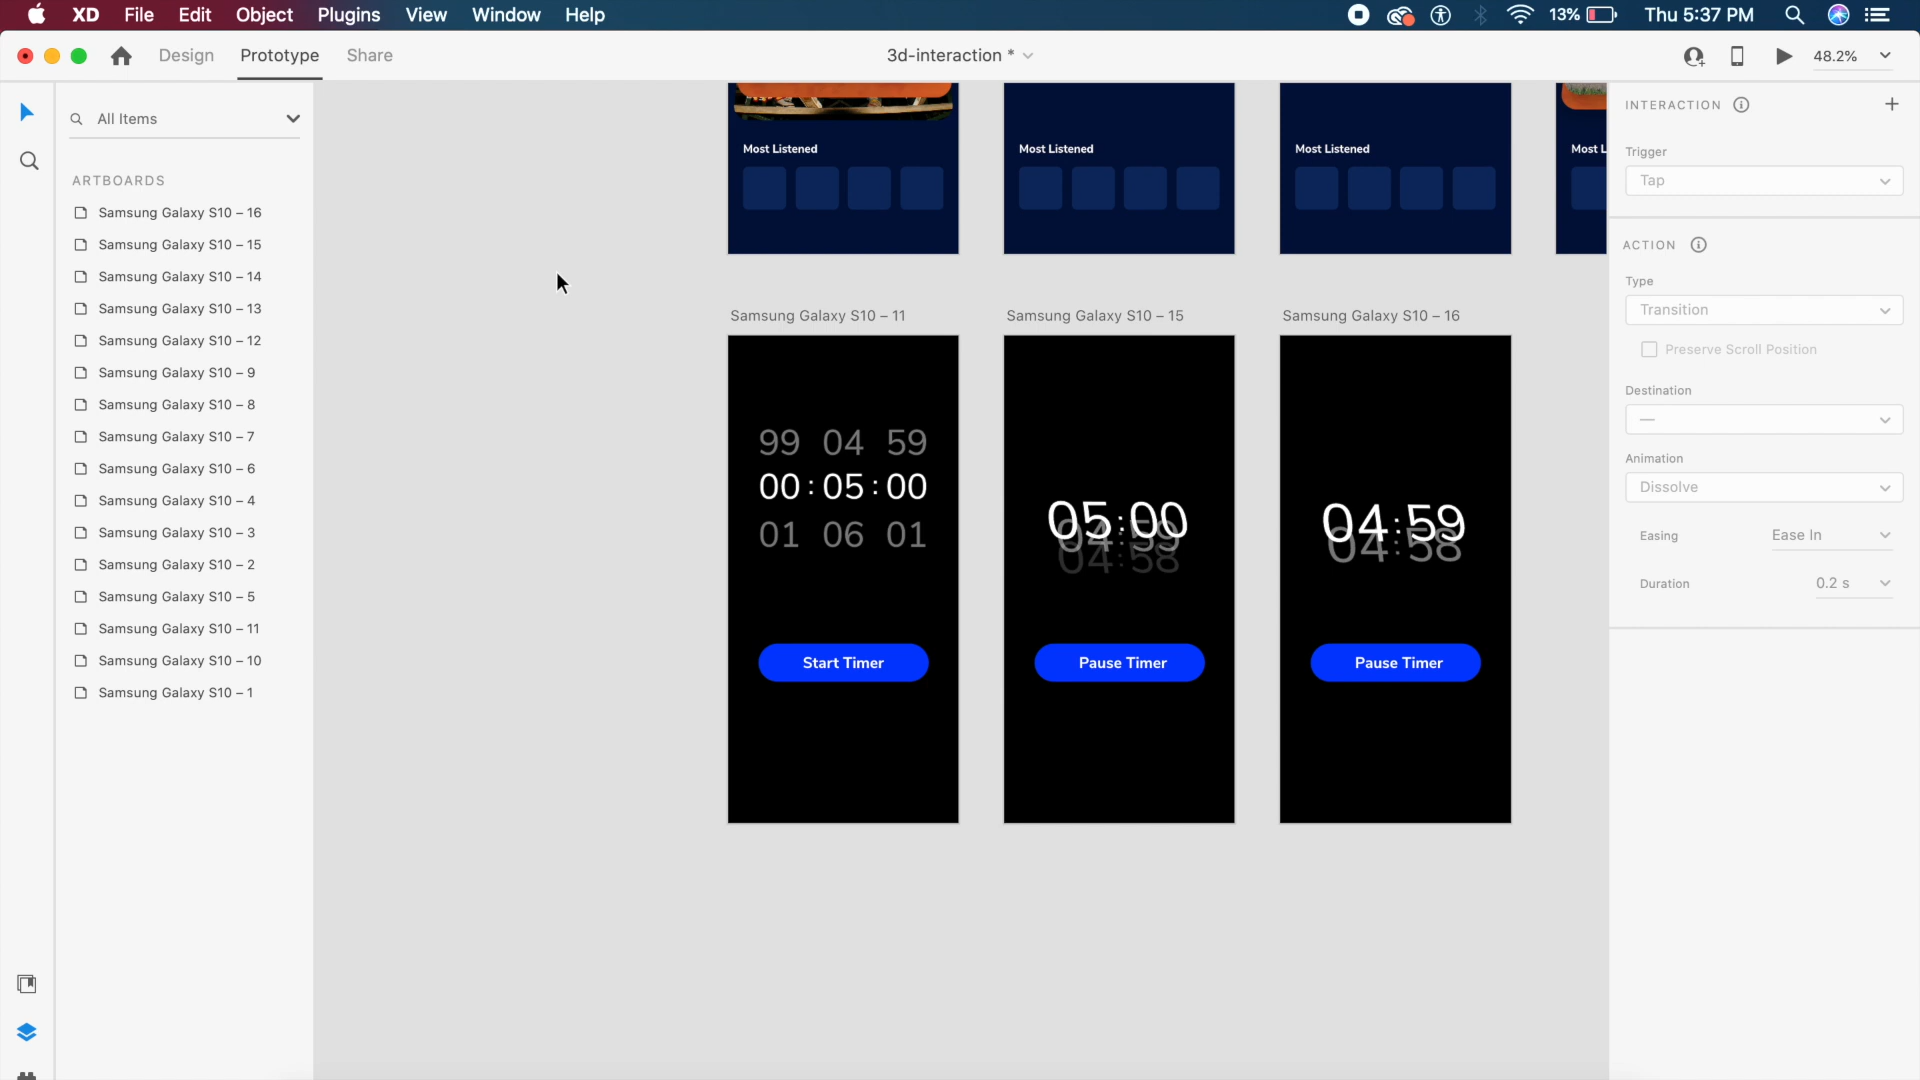 XD File Edit Object Plugins View Window Help
13% Thu 5:37 PM
Design Prototype Share
3d-interaction *
48.2%
All Items
ARTBOARDS
Samsung Galaxy S10 – 16
Samsung Galaxy S10 – 15
Samsung Galaxy S10 – 14
Samsung Galaxy S10 – 13
Samsung Galaxy S10 – 12
Samsung Galaxy S10 – 9
Samsung Galaxy S10 – 8
Samsung Galaxy S10 – 7
Samsung Galaxy S10 – 6
Samsung Galaxy S10 – 4
Samsung Galaxy S10 – 3
Samsung Galaxy S10 – 2
Samsung Galaxy S10 – 5
Samsung Galaxy S10 – 11
Samsung Galaxy S10 – 10
Samsung Galaxy S10 – 1
Most Listened
Most Listened
Most Listened
Most L
Samsung Galaxy S10 – 11
99 04 59
00 : 05 : 00
01 06 01
Start Timer
Samsung Galaxy S10 – 15
05:00
04:59
04:58
Pause Timer
Samsung Galaxy S10 – 16
04:59
04:58
Pause Timer
INTERACTION
Trigger
Tap
ACTION
Type
Transition
Preserve Scroll Position
Destination
—
Animation
Dissolve
Easing Ease In
Duration 0.2 s